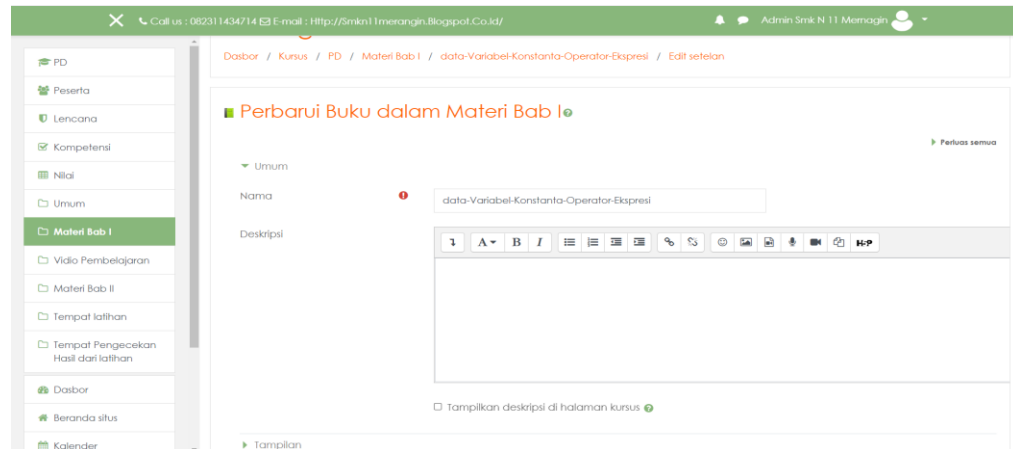 Call us : 082311434714 E-mail : Http://Smkn11merangin.Blogspot.Co.Id/
Admin Smk N 11 Mernagin
PD
Peserta
Lencana
Kompetensi
Nilai
Umum
Materi Bab I
Vidio Pembelajaran
Materi Bab II
Tempat latihan
Tempat Pengecekan
Hasil dari latihan
Dasbor
Beranda situs
Kalender
Dasbor / Kursus / PD / Materi Bab I / data-Variabel-Konstanta-Operator-Ekspresi / Edit setelan
Perbarui Buku dalam Materi Bab I
Perluas semua
Umum
Nama
data-Variabel-Konstanta-Operator-Ekspresi
Deskripsi
A B I H-P
Tampilkan deskripsi di halaman kursus
Tampilan